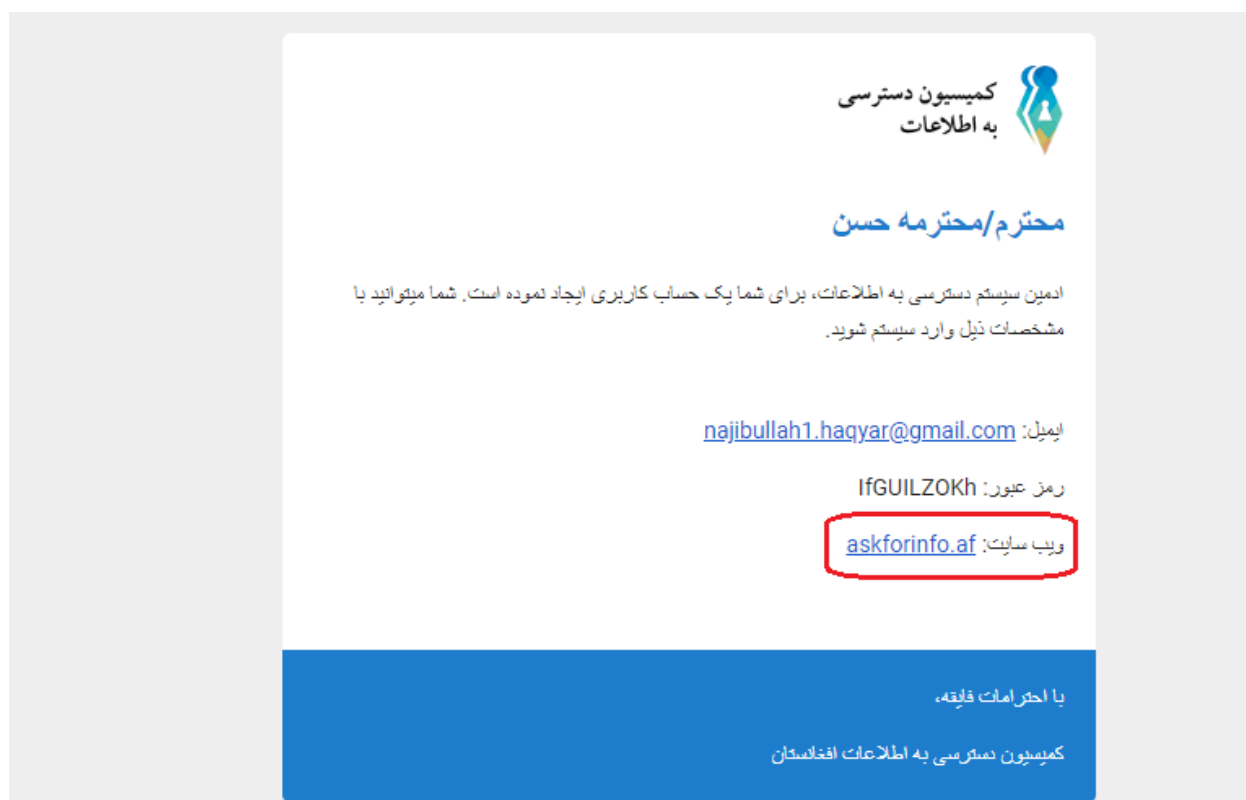 کمیسیون دسترسی
به اطلاعات
محترم/محترمه حسن
ادمین سیستم دسترسی به اطلاعات، برای شما یک حساب کاربری ایجاد نموده است. شما میتوانید با
مشخصات ذیل وارد سیستم شوید.
ایمیل: najibullah1.haqyar@gmail.com
رمز عبور: IfGUILZOKh
ویب سایت: askforinfo.af
با احترامات فایقه،
کمیسیون دسترسی به اطلاعات افغانستان